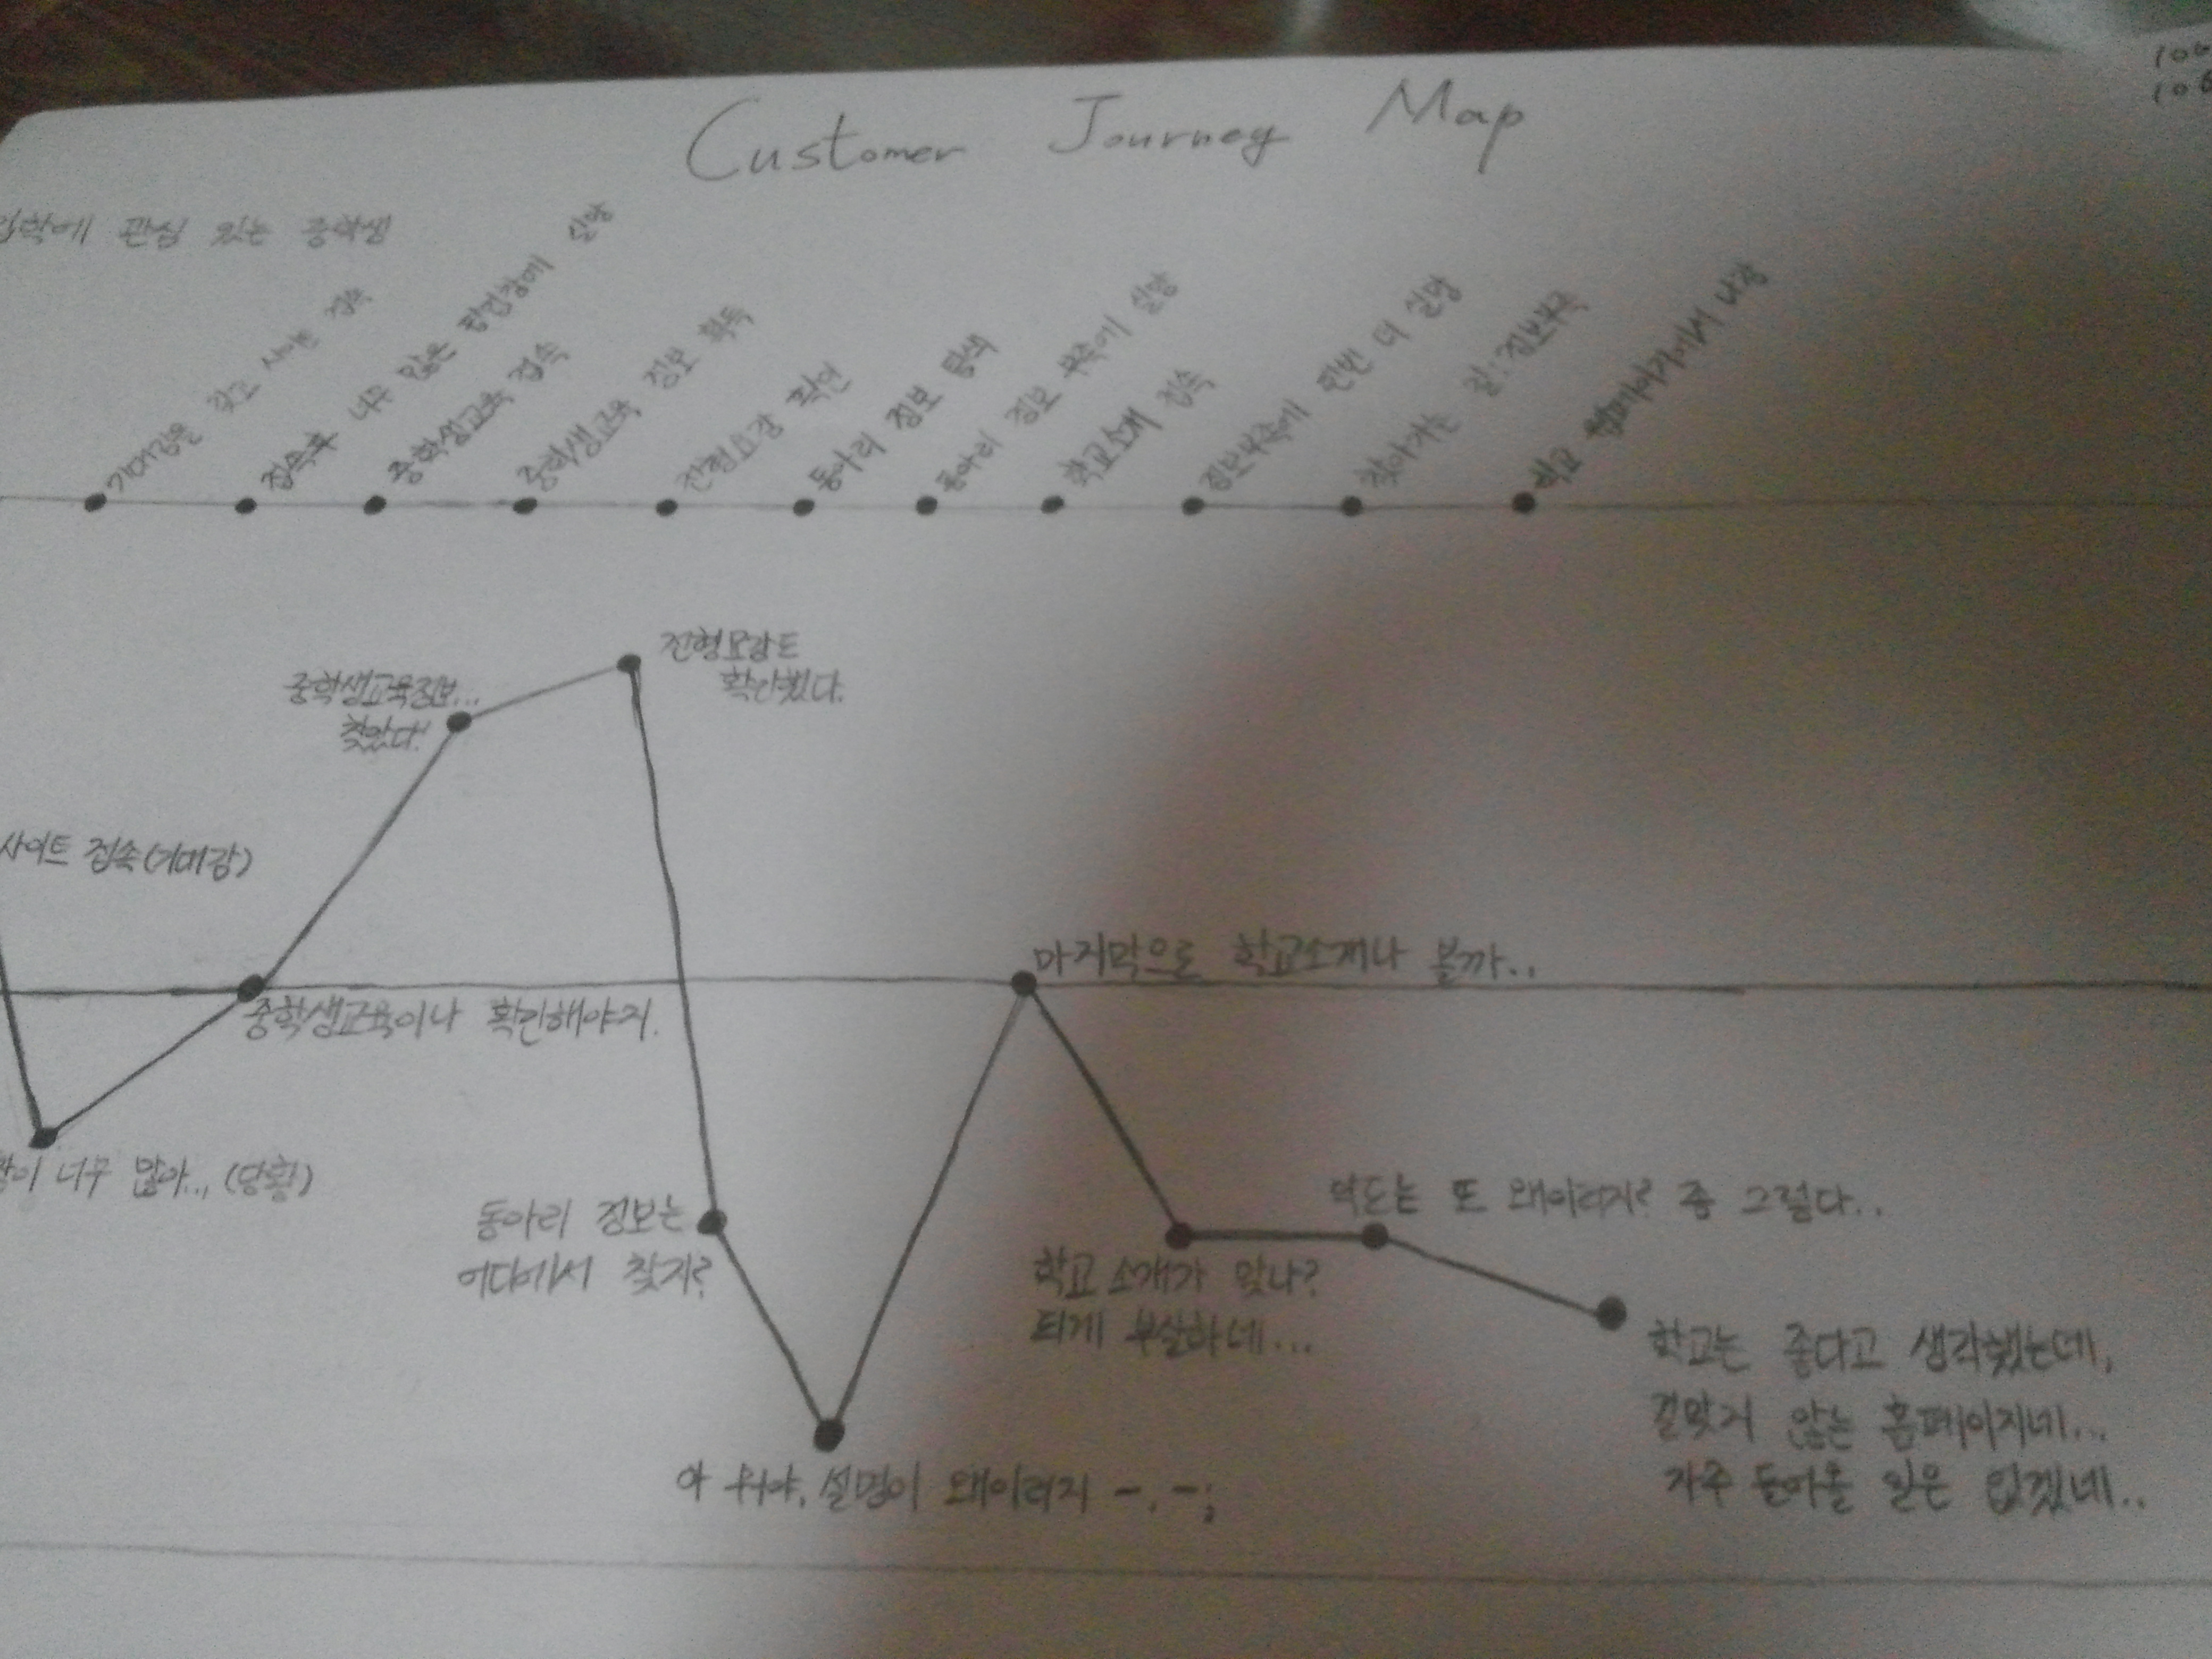 Customer Journey Map
입학에 관심 있는 중학생
기대감을 갖고 사이트 접속
접속후 너무 많은 팝업창에 실망
중학생교육 접속
중학생교육 정보 획득
전형요강 확인
동아리 정보 탐색
동아리 정보 부족에 실망
학교소개 접속
정보부족에 한번 더 실망
찾아가는 길:정보부족
학교 홈페이지에서 나감
전형요강도
확인했다.
중학생교육정보...
찾았다!
사이트 접속(기대감)
마지막으로 학교소개나 볼까..
중학생교육이나 확인해야지.
너무 많아... (당황)
동아리 정보는
어디에서 찾지?
약도는 또 왜이러지? 좀 그렇다..
학교 소개가 맞나?
되게 부실하네...
학교는 좋다고 생각했는데,
걸맞지 않는 홈페이지네...
자주 들어올 일은 없겠네..
아 뭐야, 설명이 왜이러지 -.-;